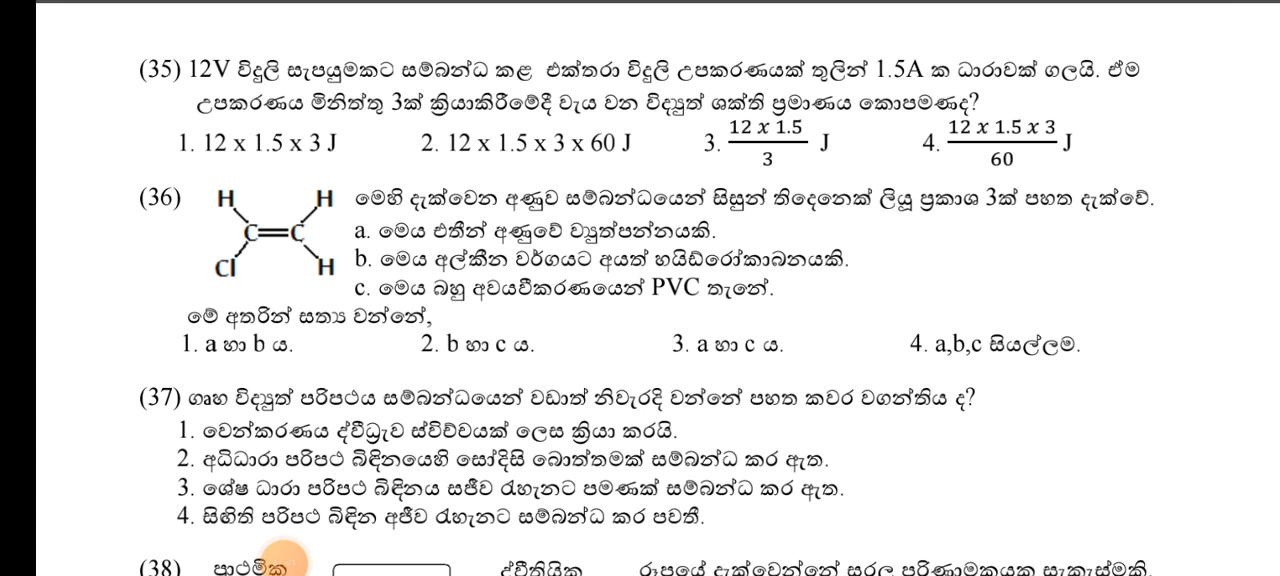 (35) 12V විදුලි සැපයුමකට සම්බන්ධ කළ එක්තරා විදුලි උපකරණයක් තුලින් 1.5A ක ධාරාවක් ගලයි. ඒම
උපකරණය මිනිත්තු 3ක් ක්‍රියාකිරීමේදී වැය වන විද්‍යුත් ශක්ති ප්‍රමාණය කොපමණද?
1. 12 x 1.5 x 3 J 2. 12 x 1.5 x 3 x 60 J 3. 12 x 1.5 / 3 J 4. 12 x 1.5 x 3 / 60 J
(36) H H මෙහි දැක්වෙන අණුව සම්බන්ධයෙන් සිසුන් තිදෙනෙක් ලියූ ප්‍රකාශ 3ක් පහත දැක්වේ.
C=C a. මෙය එතීන් අණුවේ ව්‍යුත්පන්නයකි.
Cl H b. මෙය අල්කීන වර්ගයට අයත් හයිඩ්රෝකාබනයකි.
c. මෙය බහු අවයවීකරණයෙන් PVC තැනේ.
මේ අතරින් සත්‍ය වන්නේ,
1. a හා b ය. 2. b හා c ය. 3. a හා c ය. 4. a,b,c සියල්ලම.
(37) ගෘහ විද්‍යුත් පරිපථය සම්බන්ධයෙන් වඩාත් නිවැරදි වන්නේ පහත කවර වගන්තිය ද?
1. වෙන්කරණය ද්වීධ්‍රැව ස්විච්චයක් ලෙස ක්‍රියා කරයි.
2. අධිධාරා පරිපථ බිඳිනයෙහි සෝදිසි බොත්තමක් සම්බන්ධ කර ඇත.
3. ශේෂ ධාරා පරිපථ බිඳිනය සජීව රැහැනට පමණක් සම්බන්ධ කර ඇත.
4. සිඟිති පරිපථ බිඳින අජීව රැහැනට සම්බන්ධ කර පවතී.
(38) ප්‍රාථමික ද්වීතියික රූපයේ දැක්වෙන්නේ සරල පරිණාමකයක සැකැස්මකි.